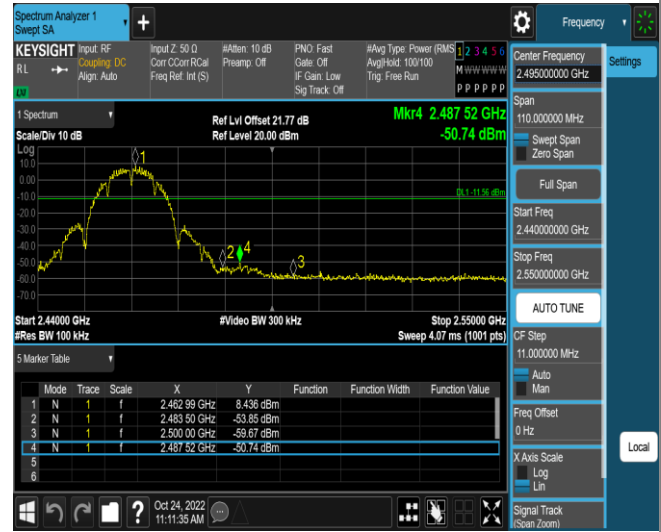 Spectrum Analyzer 1
Swept SA
+
Frequency
KEYSIGHT
RL
Input: RF
Coupling: DC
Align: Auto
Input Z: 50 Ω
Corr CCorr RCal
Freq Ref: Int (S)
#Atten: 10 dB
Preamp: Off
PNO: Fast
Gate: Off
IF Gain: Low
Sig Track: Off
#Avg Type: Power (RMS
Avg|Hold: 100/100
Trig: Free Run
1 2 3 4 5 6
M W W W W W
P P P P P P
1 Spectrum
Scale/Div 10 dB
Ref Lvl Offset 21.77 dB
Ref Level 20.00 dBm
Mkr4 2.487 52 GHz
-50.74 dBm
Log
10.0
0.00
-10.0
-20.0
-30.0
-40.0
-50.0
-60.0
-70.0
1
2
4
3
DL1 -11.56 dBm
Start 2.44000 GHz
#Res BW 100 kHz
#Video BW 300 kHz
Stop 2.55000 GHz
Sweep 4.07 ms (1001 pts)
5 Marker Table
Mode Trace Scale X Y Function Function Width Function Value
1 N 1 f 2.462 99 GHz 8.436 dBm
2 N 1 f 2.483 50 GHz -53.85 dBm
3 N 1 f 2.500 00 GHz -59.67 dBm
4 N 1 f 2.487 52 GHz -50.74 dBm
5
6
?
Oct 24, 2022
11:11:35 AM
Center Frequency
2.495000000 GHz
Settings
Span
110.000000 MHz
Swept Span
Zero Span
Full Span
Start Freq
2.440000000 GHz
Stop Freq
2.550000000 GHz
AUTO TUNE
CF Step
11.000000 MHz
Auto
Man
Freq Offset
0 Hz
Local
X Axis Scale
Log
Lin
Signal Track
(Span Zoom)